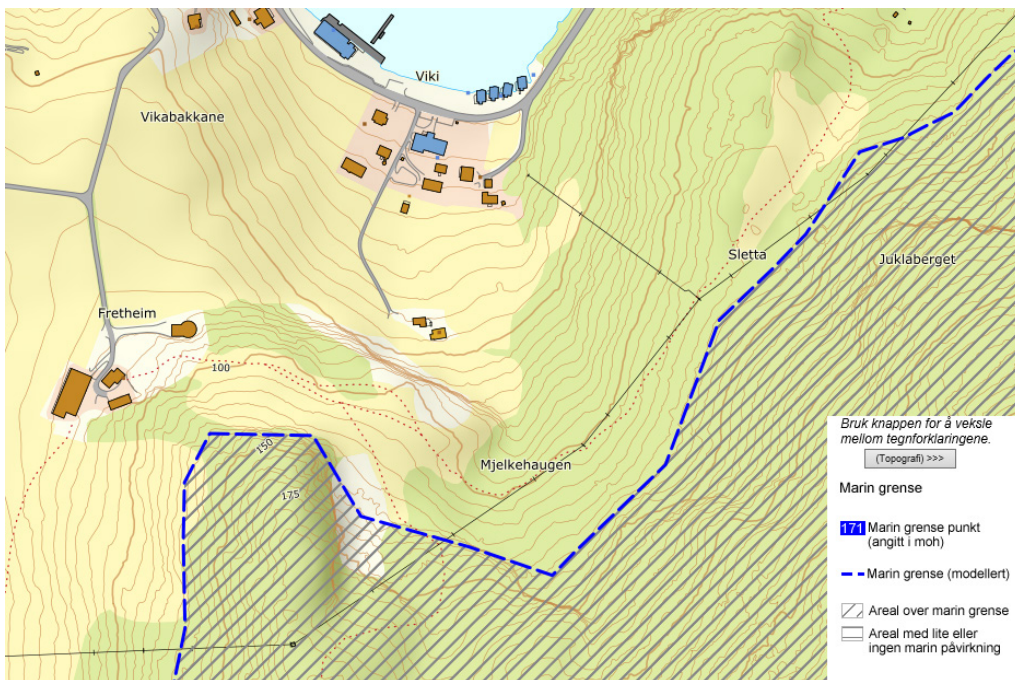 Viki
Vikabakkane
Sletta
Juklaberget
Fretheim
100
150
175
Mjelkehaugen
Bruk knappen for å veksle
mellom tegnforklaringene.
(Topografi) >>>
Marin grense
171 Marin grense punkt
(angitt i moh)
Marin grense (modellert)
Areal over marin grense
Areal med lite eller
ingen marin påvirkning